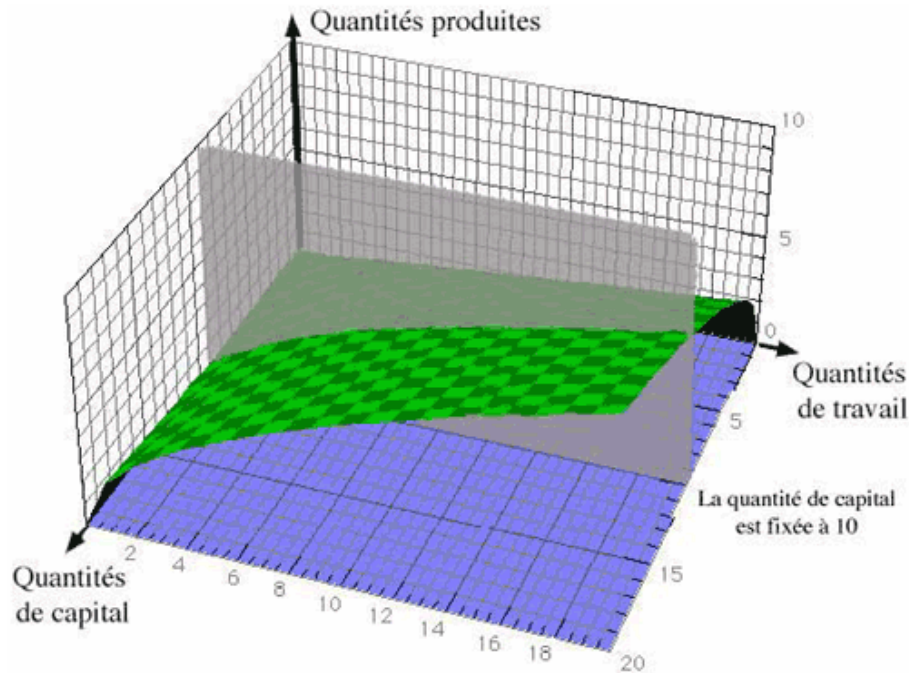 Quantités produites
10
5
0
Quantités
de travail
5
La quantité de capital
est fixée à 10
15
Quantités
de capital
2
4
6
8
10
12
14
16
18
20